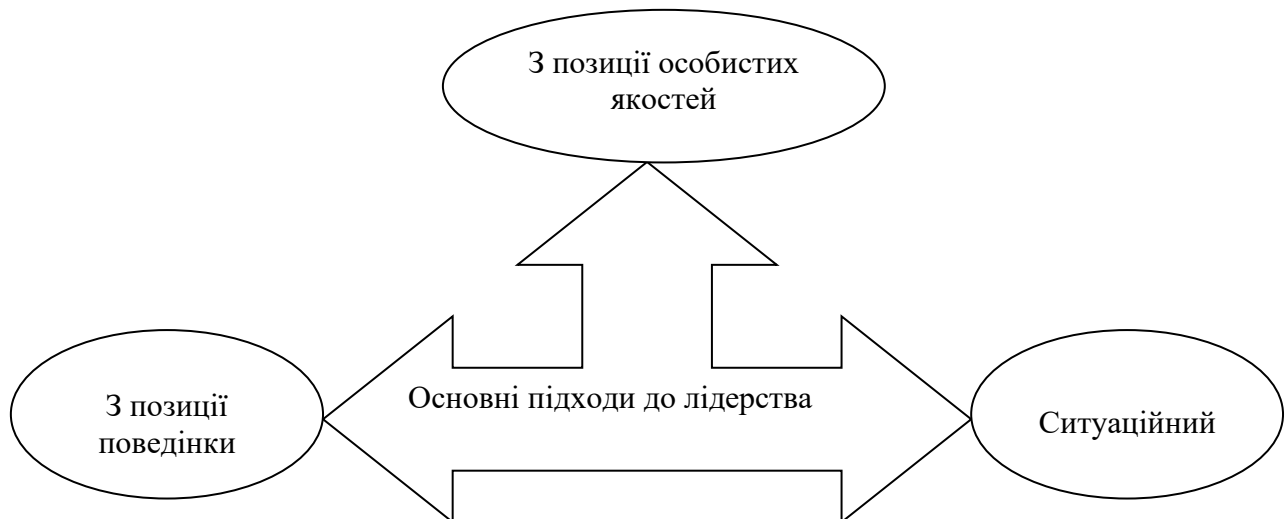 З позиції особистих
якостей
Основні підходи до лідерства
З позиції
поведінки
Ситуаційний